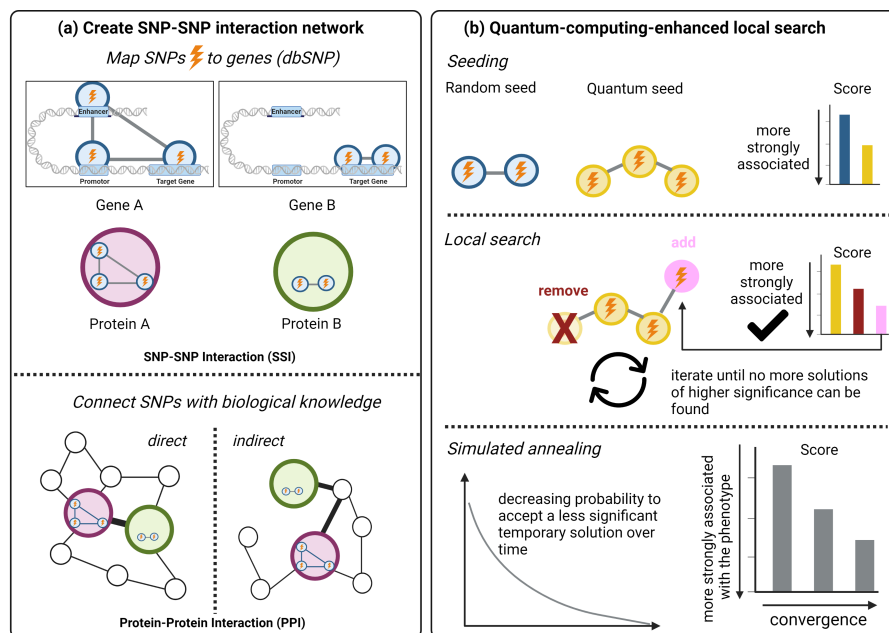 (a) Create SNP-SNP interaction network
Map SNPs to genes (dbSNP)
Enhancer
Promotor
Target Gene
Enhancer
Promotor
Target Gene
Gene A
Gene B
Protein A
Protein B
SNP-SNP Interaction (SSI)
Connect SNPs with biological knowledge
direct
indirect
Protein-Protein Interaction (PPI)
(b) Quantum-computing-enhanced local search
Seeding
Random seed
Quantum seed
Score
more
strongly
associated
Local search
add
remove
X
more
strongly
associated
Score
iterate until no more solutions
of higher significance can be
found
Simulated annealing
decreasing probability to
accept a less significant
temporary solution over
time
more strongly associated
with the phenotype
Score
convergence